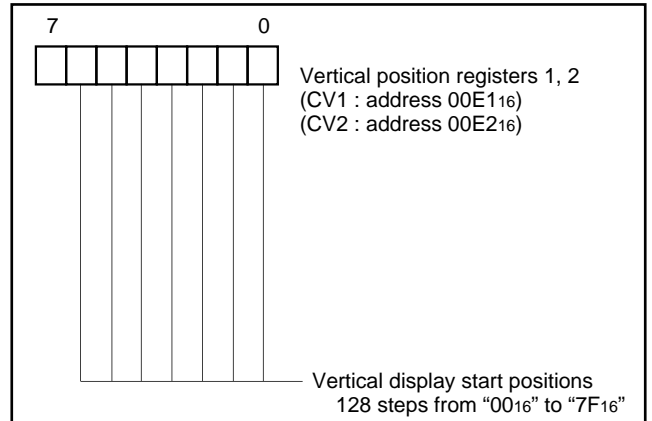 7 0
Vertical position registers 1, 2
(CV1 : address 00E116)
(CV2 : address 00E216)
Vertical display start positions
128 steps from “0016” to “7F16”